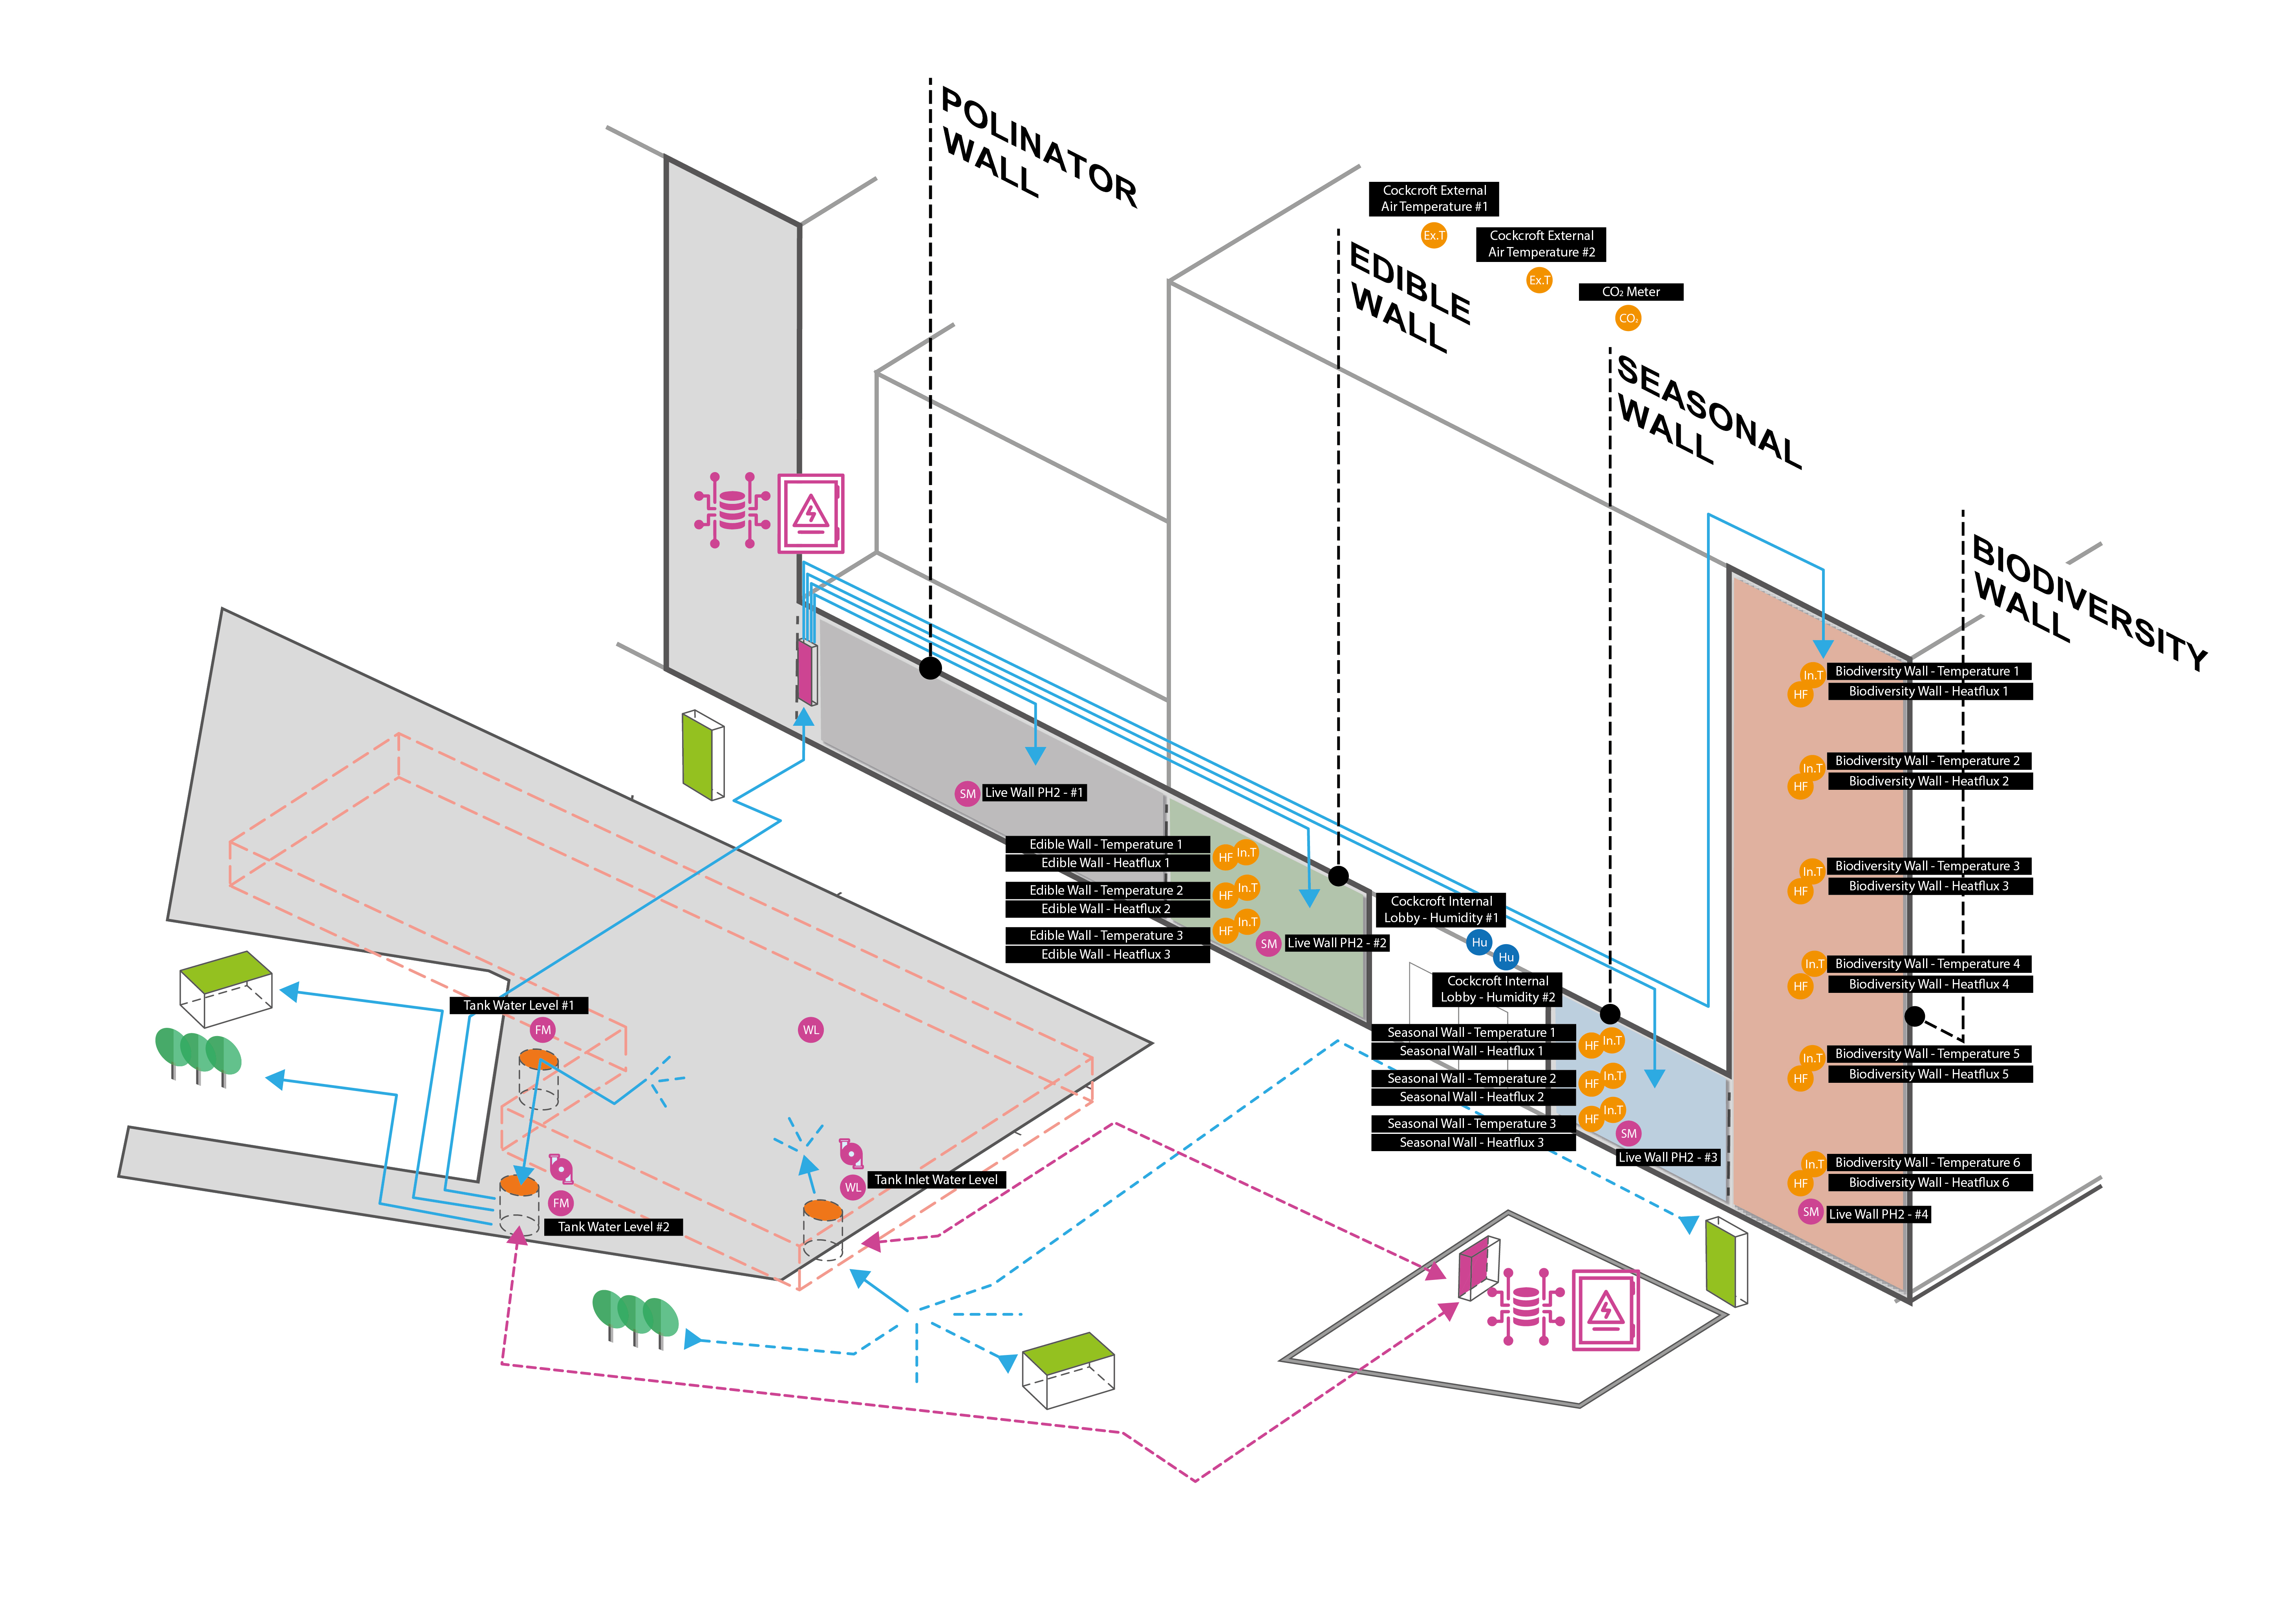 POLINATOR
WALL
EDIBLE
WALL
SEASONAL
WALL
BIODIVERSITY
WALL
Cockcroft External
Air Temperature #1
Ex.T
Cockcroft External
Air Temperature #2
Ex.T
CO₂ Meter
CO₂
In.T
Biodiversity Wall - Temperature 1
HF
Biodiversity Wall - Heatflux 1
In.T
Biodiversity Wall - Temperature 2
HF
Biodiversity Wall - Heatflux 2
In.T
Biodiversity Wall - Temperature 3
HF
Biodiversity Wall - Heatflux 3
In.T
Biodiversity Wall - Temperature 4
HF
Biodiversity Wall - Heatflux 4
In.T
Biodiversity Wall - Temperature 5
HF
Biodiversity Wall - Heatflux 5
In.T
Biodiversity Wall - Temperature 6
HF
Biodiversity Wall - Heatflux 6
SM
Live Wall PH2 - #4
SM
Live Wall PH2 - #1
Edible Wall - Temperature 1
Edible Wall - Heatflux 1
HF
In.T
Edible Wall - Temperature 2
Edible Wall - Heatflux 2
HF
In.T
Edible Wall - Temperature 3
Edible Wall - Heatflux 3
HF
In.T
SM
Live Wall PH2 - #2
Cockcroft Internal
Lobby - Humidity #1
Hu
Hu
Cockcroft Internal
Lobby - Humidity #2
Seasonal Wall - Temperature 1
Seasonal Wall - Heatflux 1
HF
In.T
Seasonal Wall - Temperature 2
Seasonal Wall - Heatflux 2
HF
In.T
Seasonal Wall - Temperature 3
Seasonal Wall - Heatflux 3
HF
In.T
SM
Live Wall PH2 - #3
Tank Water Level #1
FM
WL
WL
Tank Inlet Water Level
FM
Tank Water Level #2